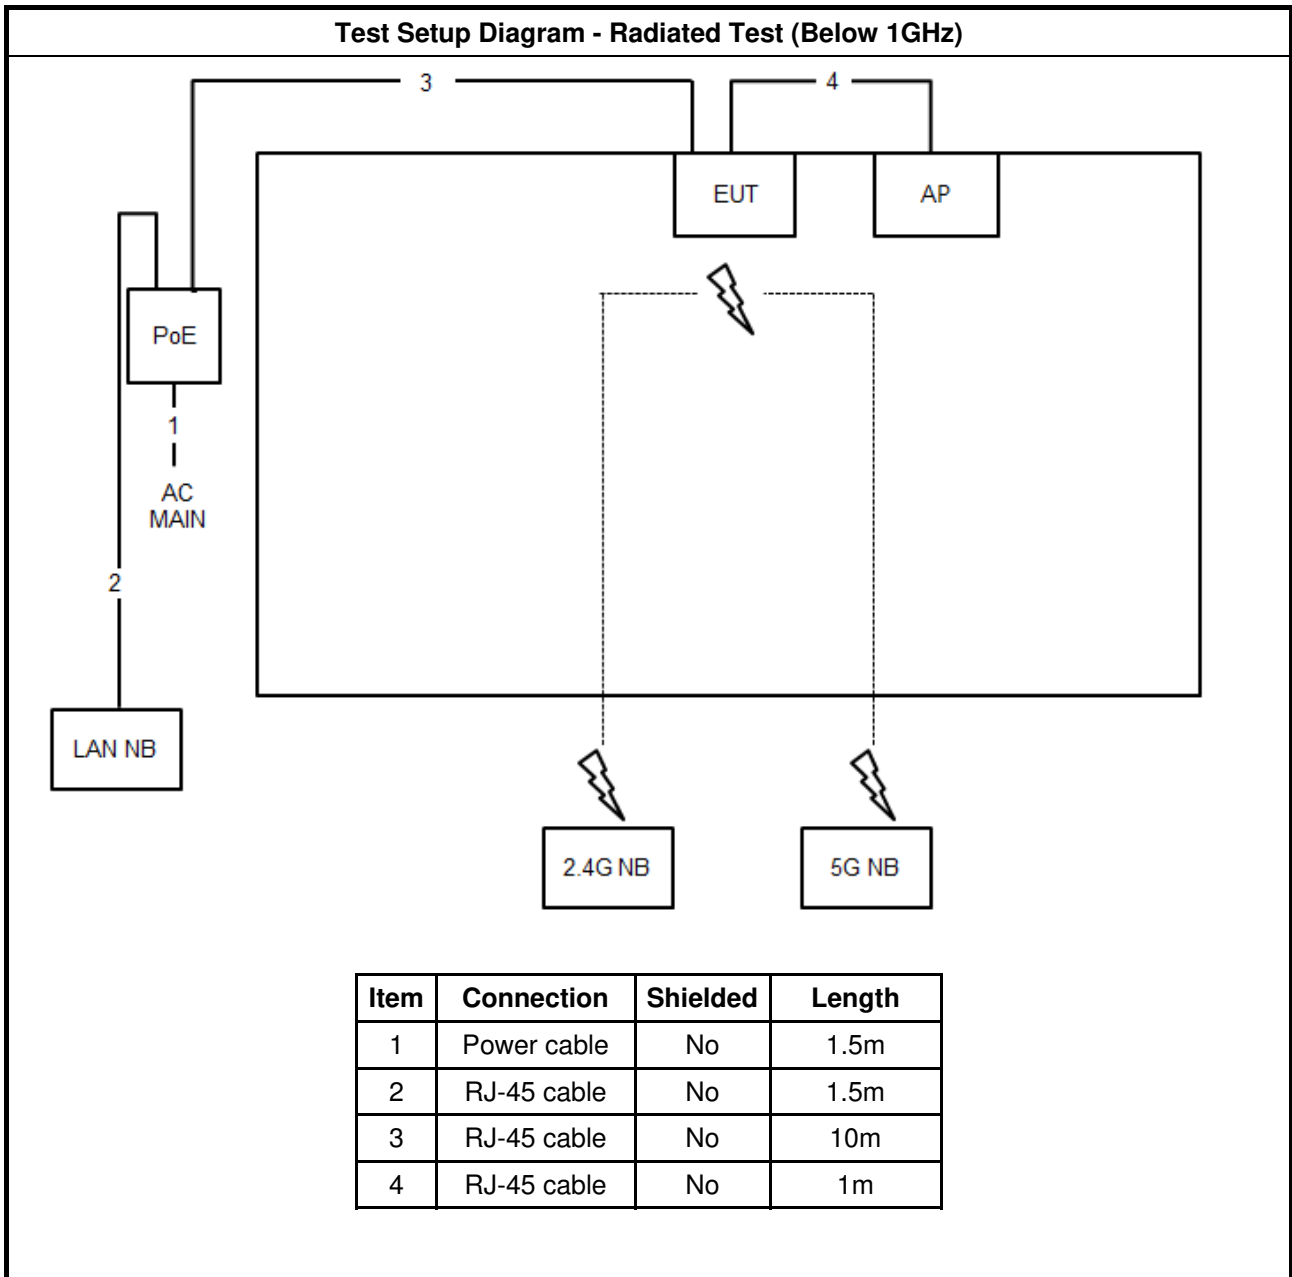 Test Setup Diagram - Radiated Test (Below 1GHz)
3
4
EUT
AP
PoE
1
AC
MAIN
2
LAN NB
2.4G NB
5G NB
Item Connection Shielded Length
1 Power cable No 1.5m
2 RJ-45 cable No 1.5m
3 RJ-45 cable No 10m
4 RJ-45 cable No 1m